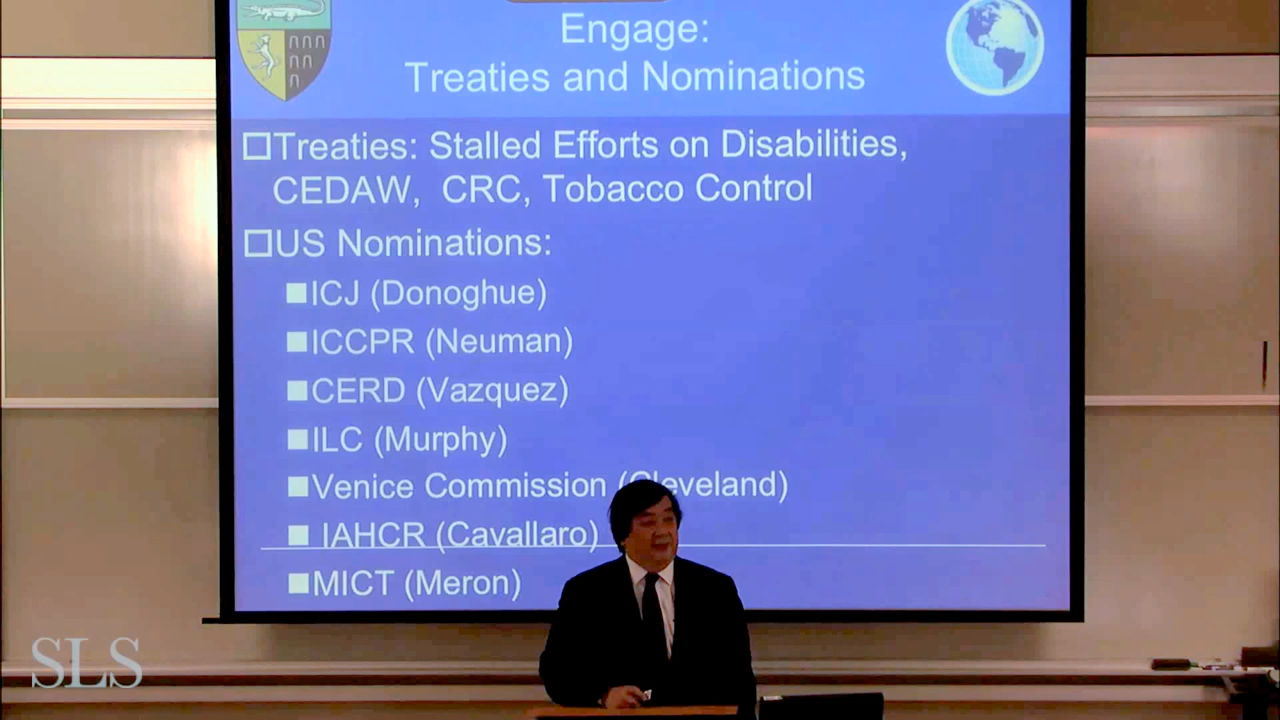 Engage:
Treaties and Nominations
Treaties: Stalled Efforts on Disabilities,
CEDAW, CRC, Tobacco Control
US Nominations:
ICJ (Donoghue)
ICCPR (Neuman)
CERD (Vazquez)
ILC (Murphy)
Venice Commission (Cleveland)
IAHCR (Cavallaro)
MICT (Meron)
SLS